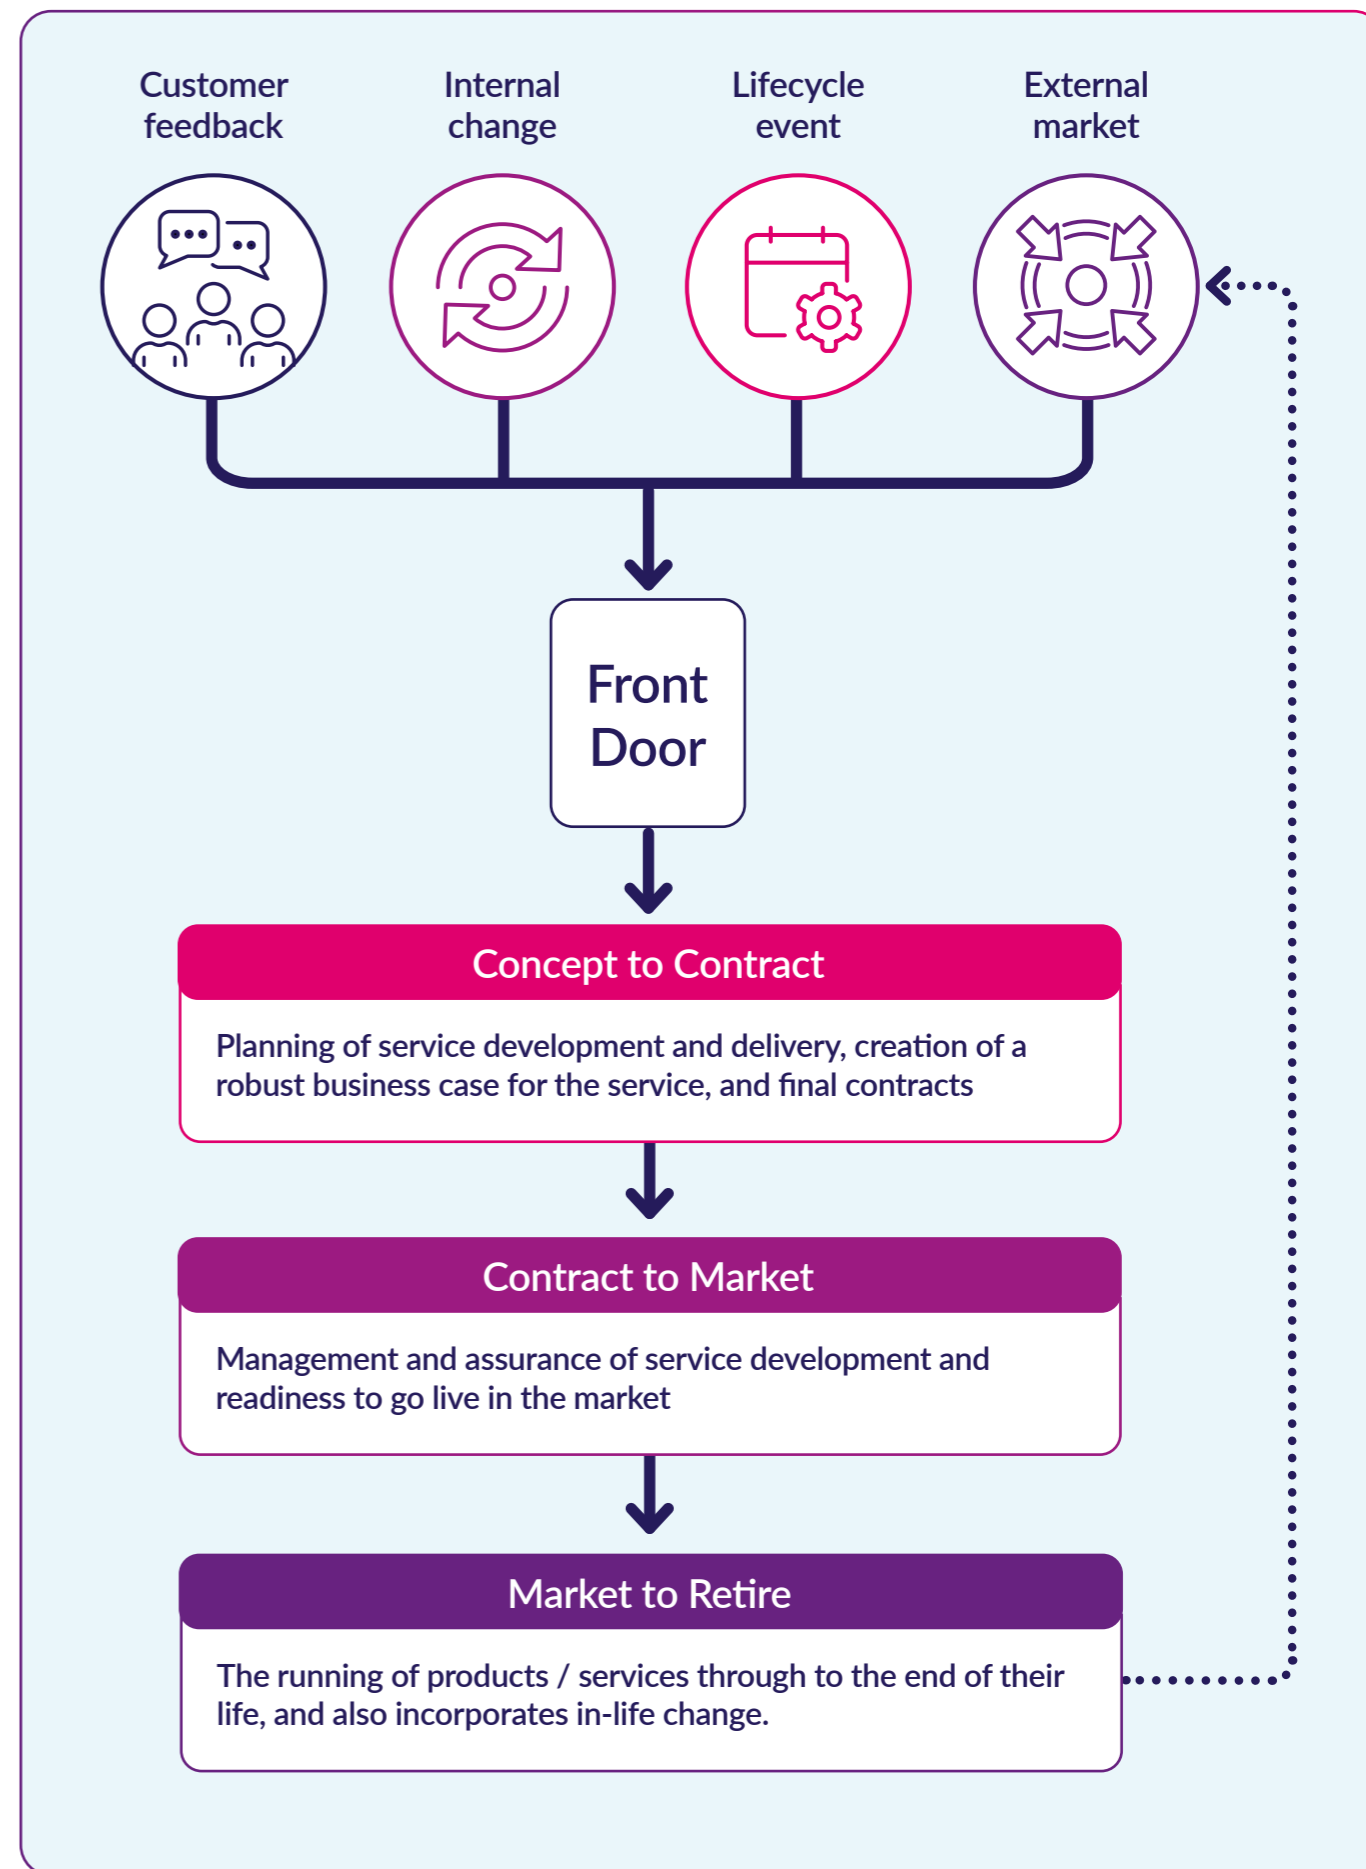 Customer
feedback
Internal
change
Lifecycle
event
External
market
Front
Door
Concept to Contract
Planning of service development and delivery, creation of a
robust business case for the service, and final contracts
Contract to Market
Management and assurance of service development and
readiness to go live in the market
Market to Retire
The running of products / services through to the end of their
life, and also incorporates in-life change.